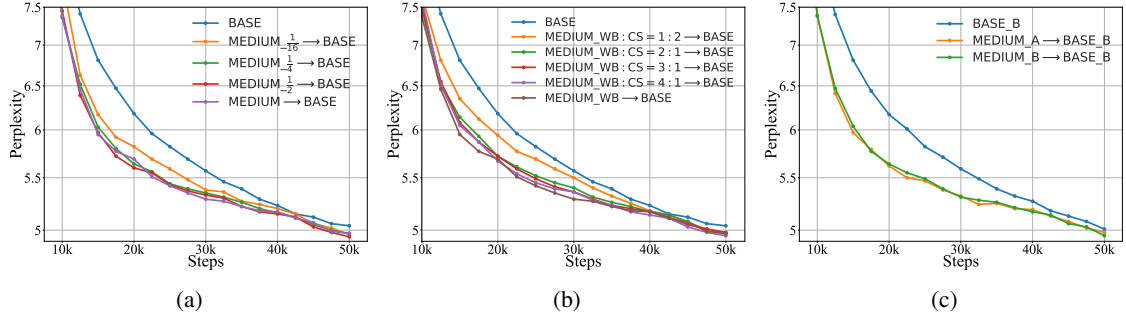 7.5
7
6.5
6
5.5
5
Perplexity
10k 20k 30k 40k 50k
Steps
BASE
MEDIUM_1/16 → BASE
MEDIUM_1/4 → BASE
MEDIUM_1/2 → BASE
MEDIUM → BASE
(a)
7.5
7
6.5
6
5.5
5
Perplexity
10k 20k 30k 40k 50k
Steps
BASE
MEDIUM_WB : CS = 1 : 2 → BASE
MEDIUM_WB : CS = 2 : 1 → BASE
MEDIUM_WB : CS = 3 : 1 → BASE
MEDIUM_WB : CS = 4 : 1 → BASE
MEDIUM_WB → BASE
(b)
7.5
7
6.5
6
5.5
5
Perplexity
10k 20k 30k 40k 50k
Steps
BASE_B
MEDIUM_A → BASE_B
MEDIUM_B → BASE_B
(c)